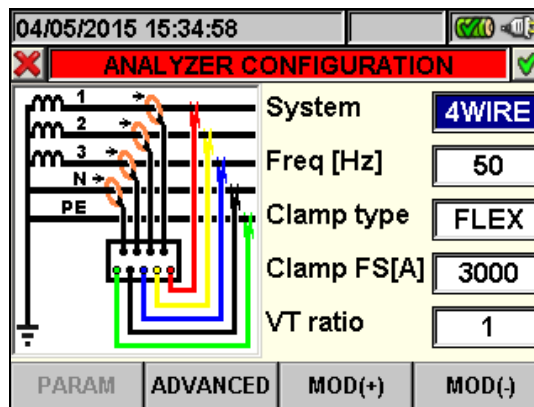 04/05/2015 15:34:58
ANALYZER CONFIGURATION
1
2
3
N
PE
System 4WIRE
Freq [Hz] 50
Clamp type FLEX
Clamp FS[A] 3000
VT ratio 1
PARAM ADVANCED MOD(+) MOD(-)